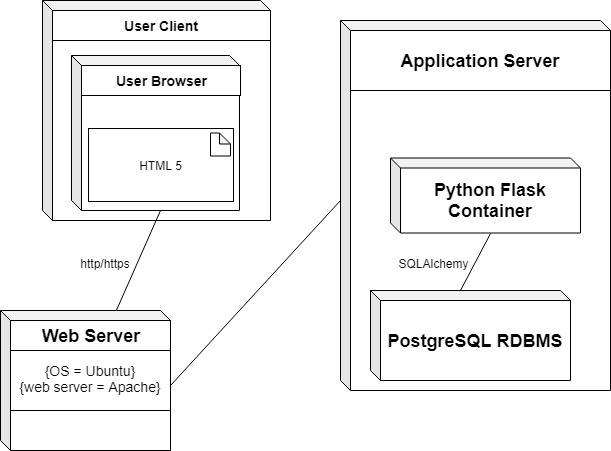 User Client
User Browser
HTML 5
http/https
Web Server
{OS = Ubuntu}
{web server = Apache}
Application Server
Python Flask
Container
SQLAlchemy
PostgreSQL RDBMS